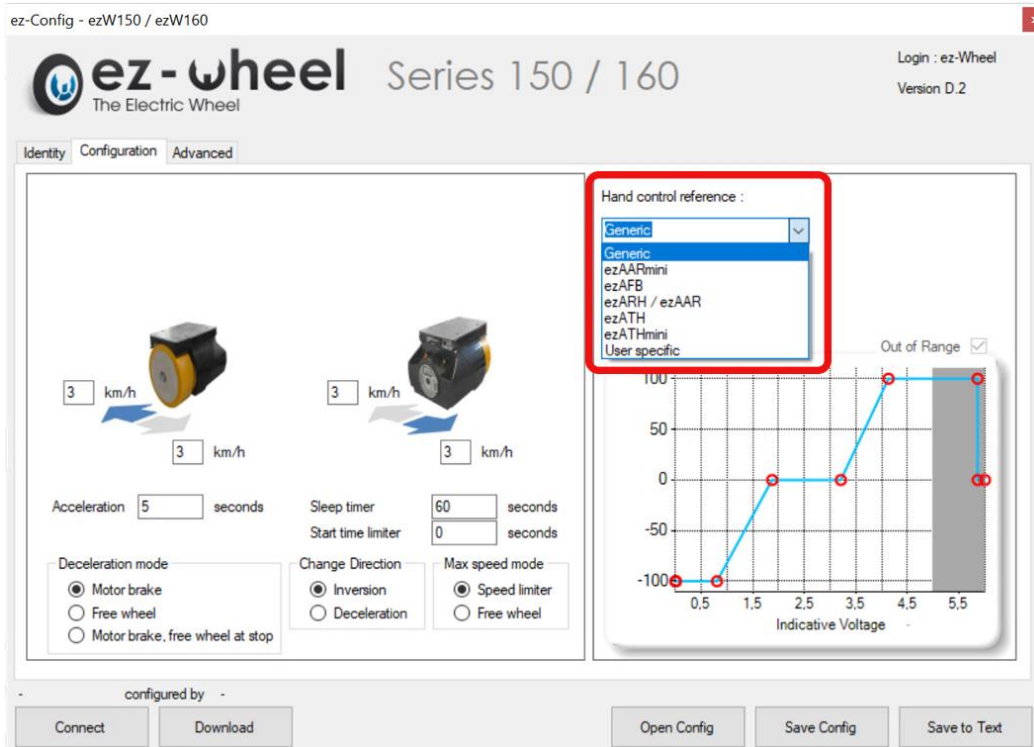 ez-Config - ezW150 / ezW160
x
ez-wheel
The Electric Wheel
Series 150 / 160
Login : ez-Wheel
Version D.2
Identity Configuration Advanced
3 km/h
3 km/h
3 km/h
3 km/h
Acceleration 5 seconds
Sleep timer 60 seconds
Start time limiter 0 seconds
Deceleration mode
Motor brake
Free wheel
Motor brake, free wheel at stop
Change Direction
Inversion
Deceleration
Max speed mode
Speed limiter
Free wheel
Hand control reference :
Generic
Generic
ezAARmini
ezAFB
ezARH / ezAAR
ezATH
ezATHmini
User specific
Out of Range
100
50
0
-50
-100
0,5 1,5 2,5 3,5 4,5 5,5
Indicative Voltage -
- configured by -
Connect Download Open Config Save Config Save to Text